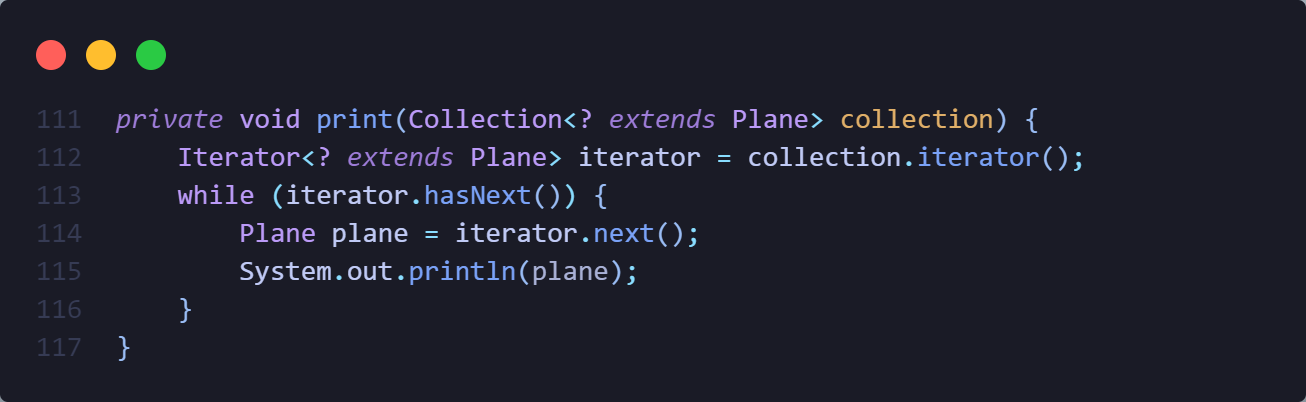 111 private void print(Collection<? extends Plane> collection) {
112     Iterator<? extends Plane> iterator = collection.iterator();
113     while (iterator.hasNext()) {
114         Plane plane = iterator.next();
115         System.out.println(plane);
116     }
117 }